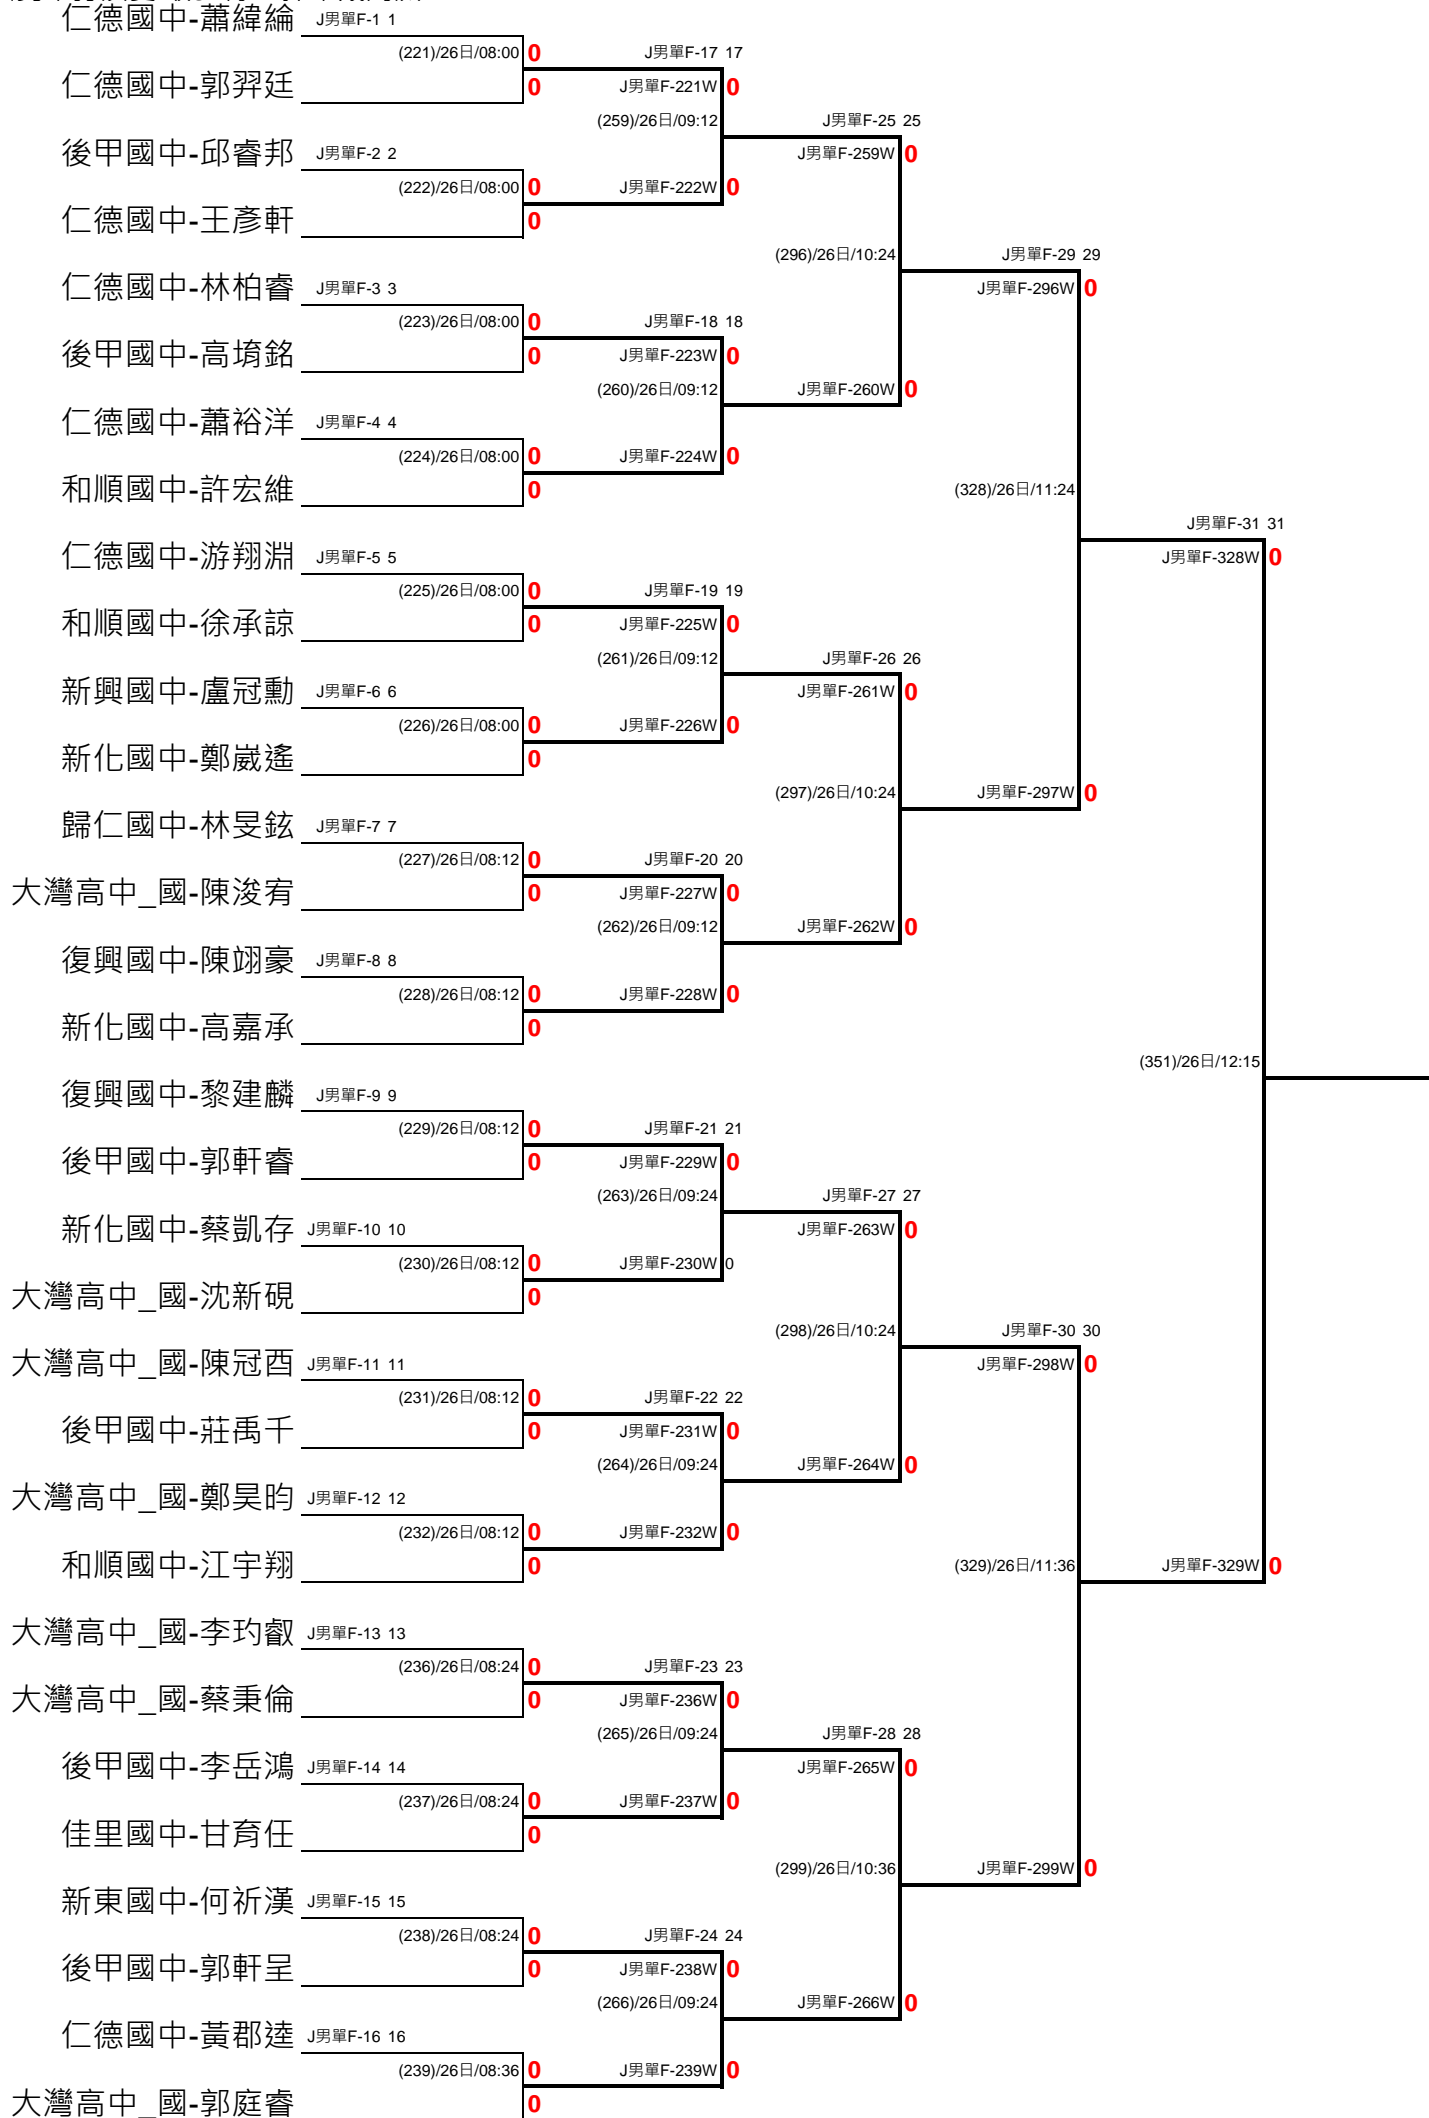 仁德國中-蕭緯綸 J男單F-1 1
(221)/26日/08:00 0 J男單F-17 17
仁德國中-郭羿廷 0 J男單F-221W 0
(259)/26日/09:12 J男單F-25 25
後甲國中-邱睿邦 J男單F-2 2 J男單F-259W 0
(222)/26日/08:00 0 J男單F-222W 0
仁德國中-王彥軒 0
(296)/26日/10:24 J男單F-29 29
仁德國中-林柏睿 J男單F-3 3 J男單F-296W 0
(223)/26日/08:00 0 J男單F-18 18
後甲國中-高堉銘 0 J男單F-223W 0
(260)/26日/09:12 J男單F-260W 0
仁德國中-蕭裕洋 J男單F-4 4
(224)/26日/08:00 0 J男單F-224W 0
和順國中-許宏維 0 (328)/26日/11:24
J男單F-31 31
仁德國中-游翔淵 J男單F-5 5 J男單F-328W 0
(225)/26日/08:00 0 J男單F-19 19
和順國中-徐承諒 0 J男單F-225W 0
(261)/26日/09:12 J男單F-26 26
新興國中-盧冠勳 J男單F-6 6 J男單F-261W 0
(226)/26日/08:00 0 J男單F-226W 0
新化國中-鄭崴遙 0
(297)/26日/10:24 J男單F-297W 0
歸仁國中-林旻鉉 J男單F-7 7
(227)/26日/08:12 0 J男單F-20 20
大灣高中_國-陳浚宥 0 J男單F-227W 0
(262)/26日/09:12 J男單F-262W 0
復興國中-陳翊豪 J男單F-8 8
(228)/26日/08:12 0 J男單F-228W 0
新化國中-高嘉承 0
(351)/26日/12:15
復興國中-黎建麟 J男單F-9 9
(229)/26日/08:12 0 J男單F-21 21
後甲國中-郭軒睿 0 J男單F-229W 0
(263)/26日/09:24 J男單F-27 27
新化國中-蔡凱存 J男單F-10 10 J男單F-263W 0
(230)/26日/08:12 0 J男單F-230W 0
大灣高中_國-沈新硯 0
(298)/26日/10:24 J男單F-30 30
大灣高中_國-陳冠酉 J男單F-11 11 J男單F-298W 0
(231)/26日/08:12 0 J男單F-22 22
後甲國中-莊禹千 0 J男單F-231W 0
(264)/26日/09:24 J男單F-264W 0
大灣高中_國-鄭昊昀 J男單F-12 12
(232)/26日/08:12 0 J男單F-232W 0
和順國中-江宇翔 0 (329)/26日/11:36 J男單F-329W 0
大灣高中_國-李玓叡 J男單F-13 13
(236)/26日/08:24 0 J男單F-23 23
大灣高中_國-蔡秉倫 0 J男單F-236W 0
(265)/26日/09:24 J男單F-28 28
後甲國中-李岳鴻 J男單F-14 14 J男單F-265W 0
(237)/26日/08:24 0 J男單F-237W 0
佳里國中-甘育任 0
(299)/26日/10:36 J男單F-299W 0
新東國中-何祈漢 J男單F-15 15
(238)/26日/08:24 0 J男單F-24 24
後甲國中-郭軒呈 0 J男單F-238W 0
(266)/26日/09:24 J男單F-266W 0
仁德國中-黃郡逵 J男單F-16 16
(239)/26日/08:36 0 J男單F-239W 0
大灣高中_國-郭庭睿 0